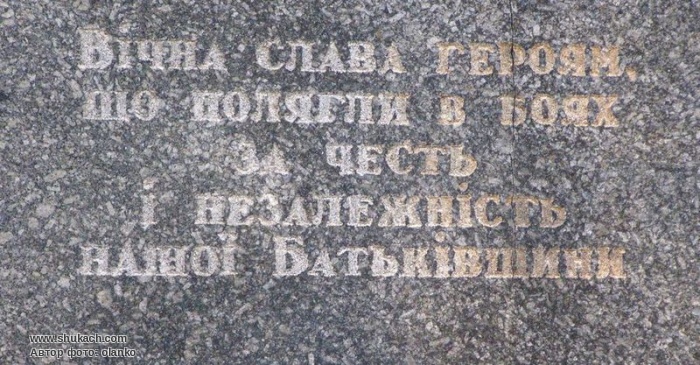 Вічна слава героям,
що полягли в боях
за честь
і незалежність
нашої Батьківщини
www.shukach.com
Автор фото: olanko